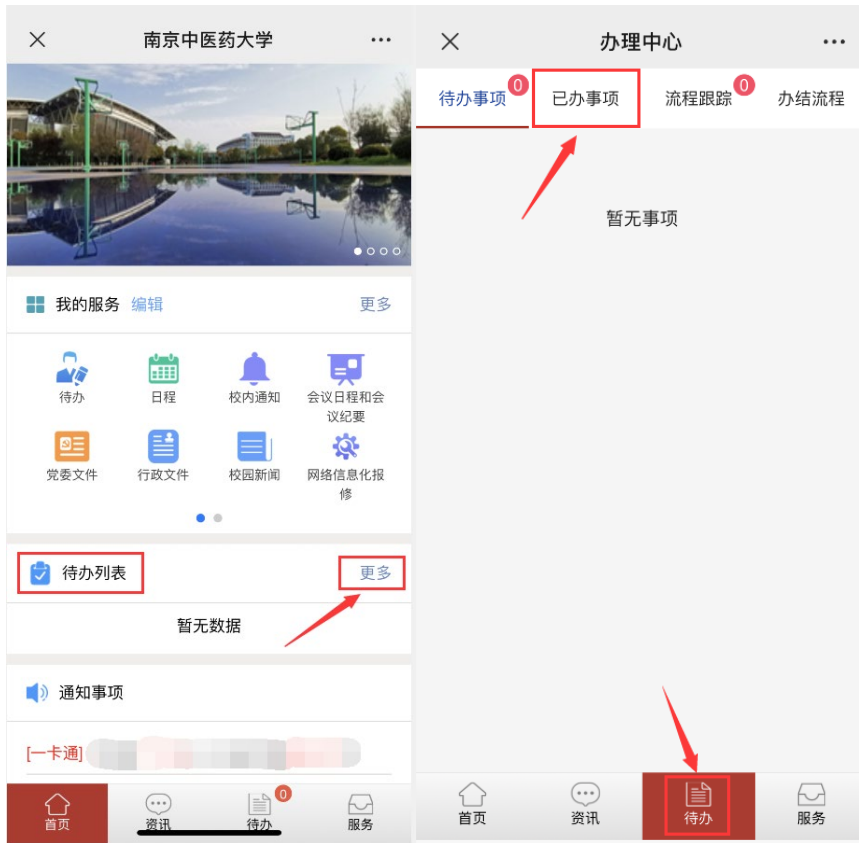 南京中医药大学
我的服务 编辑 更多
待办 日程 校内通知 会议日程和会
议纪要
党委文件 行政文件 校园新闻 网络信息化报
修
待办列表 更多
暂无数据
通知事项
[一卡通]
0
首页 资讯 待办 服务
办理中心
待办事项 0 已办事项 流程跟踪 0 办结流程
暂无事项
首页 资讯 待办 服务